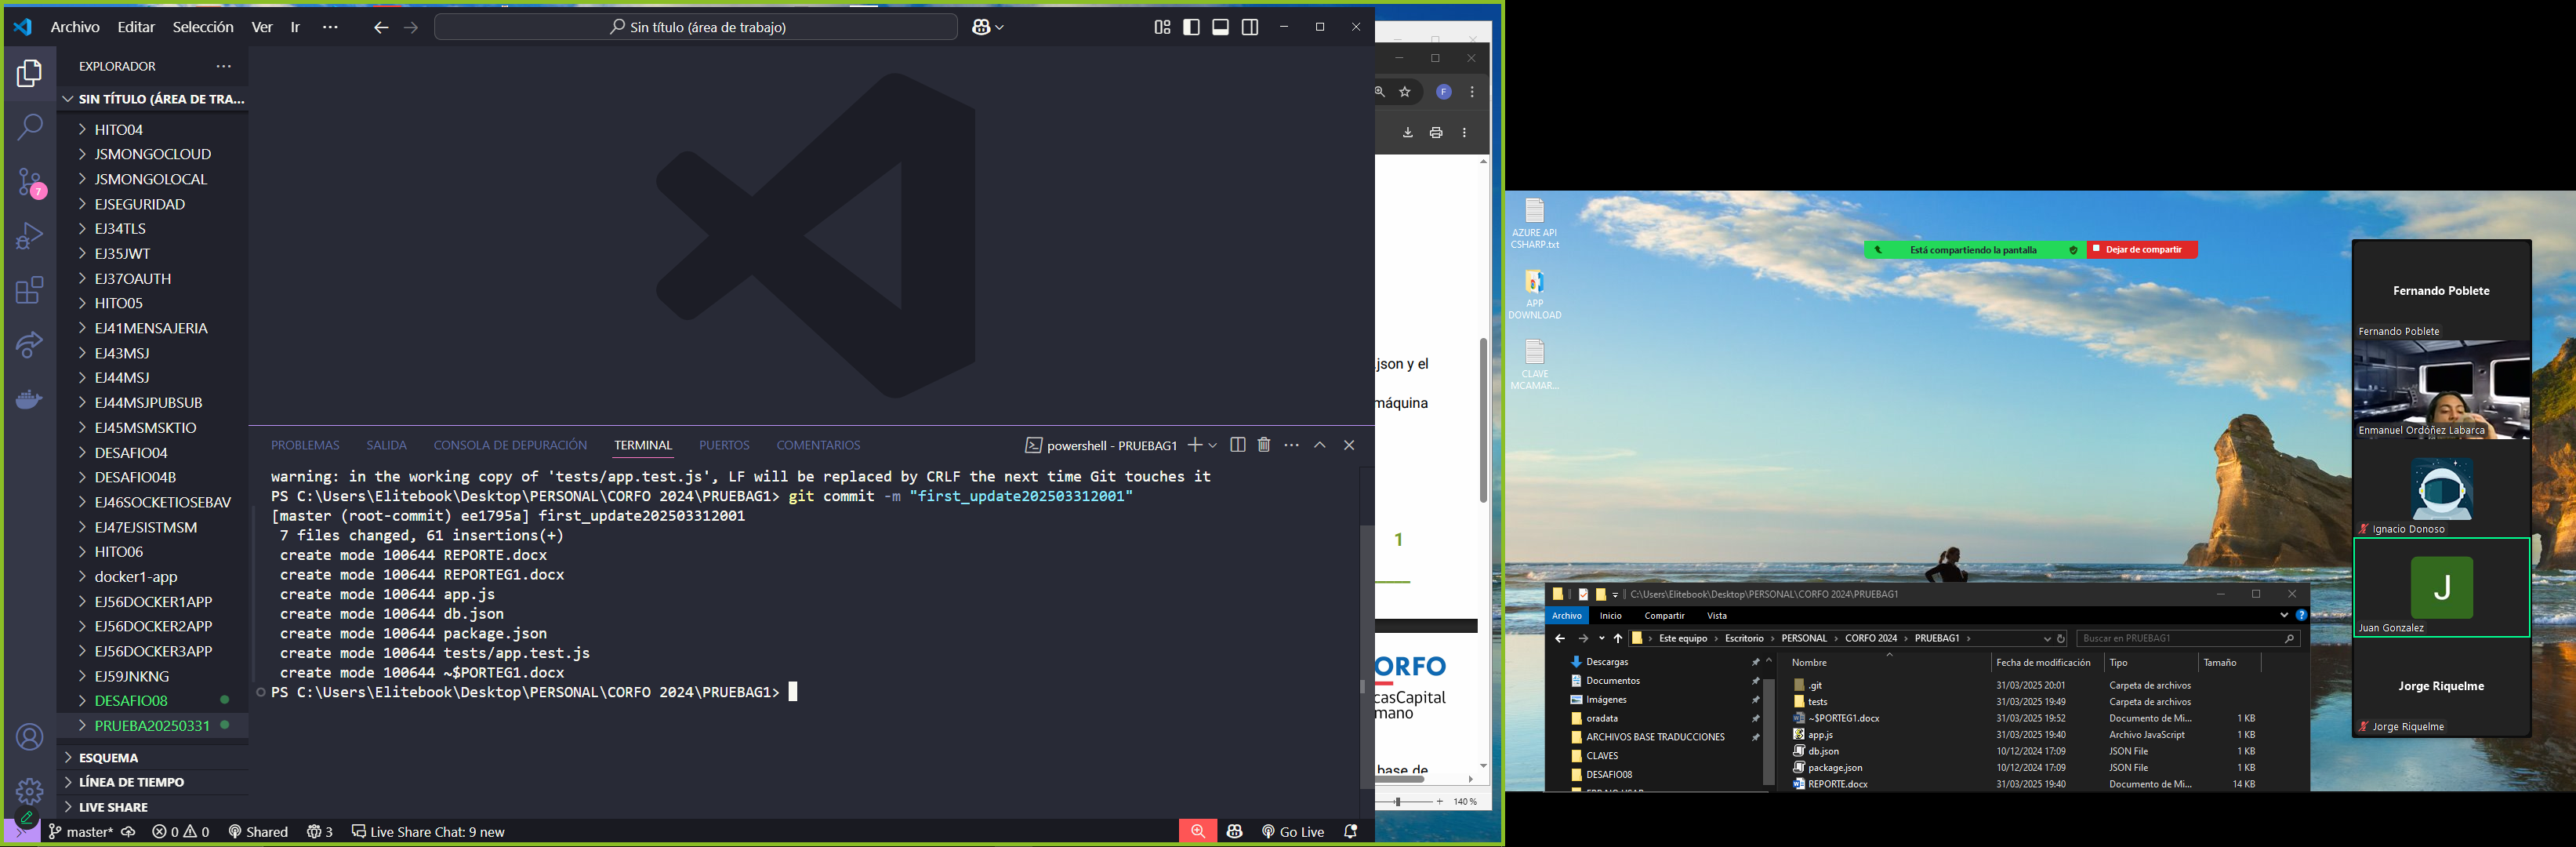 Archivo Editar Selección Ver Ir ··· Sin título (área de trabajo)
EXPLORADOR ···
SIN TÍTULO (ÁREA DE TRA...
HITO04
JSMONGOCLOUD
JSMONGOLOCAL
EJSEGURIDAD
EJ34TLS
EJ35JWT
EJ37OAUTH
HITO05
EJ41MENSAJERIA
EJ43MSJ
EJ44MSJ
EJ44MSJPUBSUB
EJ45MSMSKTIO
DESAFIO04
DESAFIO04B
EJ46SOCKETIOSEBAV
EJ47EJSISTMSM
HITO06
docker1-app
EJ56DOCKER1APP
EJ56DOCKER2APP
EJ56DOCKER3APP
EJ59JNKNG
DESAFIO08
PRUEBA20250331
ESQUEMA
LÍNEA DE TIEMPO
LIVE SHARE
7
PROBLEMAS SALIDA CONSOLA DE DEPURACIÓN TERMINAL PUERTOS COMENTARIOS powershell - PRUEBAG1
warning: in the working copy of 'tests/app.test.js', LF will be replaced by CRLF the next time Git touches it
PS C:\Users\Elitebook\Desktop\PERSONAL\CORFO 2024\PRUEBAG1> git commit -m "first_update202503312001"
[master (root-commit) ee1795a] first_update202503312001
7 files changed, 61 insertions(+)
create mode 100644 REPORTE.docx
create mode 100644 REPORTEG1.docx
create mode 100644 app.js
create mode 100644 db.json
create mode 100644 package.json
create mode 100644 tests/app.test.js
create mode 100644 ~$PORTEG1.docx
PS C:\Users\Elitebook\Desktop\PERSONAL\CORFO 2024\PRUEBAG1>
master* 0 0 Shared 3 Live Share Chat: 9 new Go Live
F
.json y el
máquina
1
ORFO
casCapital
mano
base de
140 %
AZURE API
CSHARP.txt
APP
DOWNLOAD
CLAVE
MCAMAR...
Está compartiendo la pantalla Dejar de compartir
Fernando Poblete
Fernando Poblete
Enmanuel Ordóñez Labarca
Ignacio Donoso
J
Juan Gonzalez
Jorge Riquelme
Jorge Riquelme
C:\Users\Elitebook\Desktop\PERSONAL\CORFO 2024\PRUEBAG1
Archivo Inicio Compartir Vista
Este equipo > Escritorio > PERSONAL > CORFO 2024 > PRUEBAG1 > Buscar en PRUEBAG1
Descargas
Documentos
Imágenes
oradata
ARCHIVOS BASE TRADUCCIONES
CLAVES
DESAFIO08
Nombre Fecha de modificación Tipo Tamaño
.git 31/03/2025 20:01 Carpeta de archivos
tests 31/03/2025 19:49 Carpeta de archivos
~$PORTEG1.docx 31/03/2025 19:52 Documento de Mi... 1 KB
app.js 31/03/2025 19:40 Archivo JavaScript 1 KB
db.json 10/12/2024 17:09 JSON File 1 KB
package.json 10/12/2024 17:09 JSON File 1 KB
REPORTE.docx 31/03/2025 19:40 Documento de Mi... 14 KB